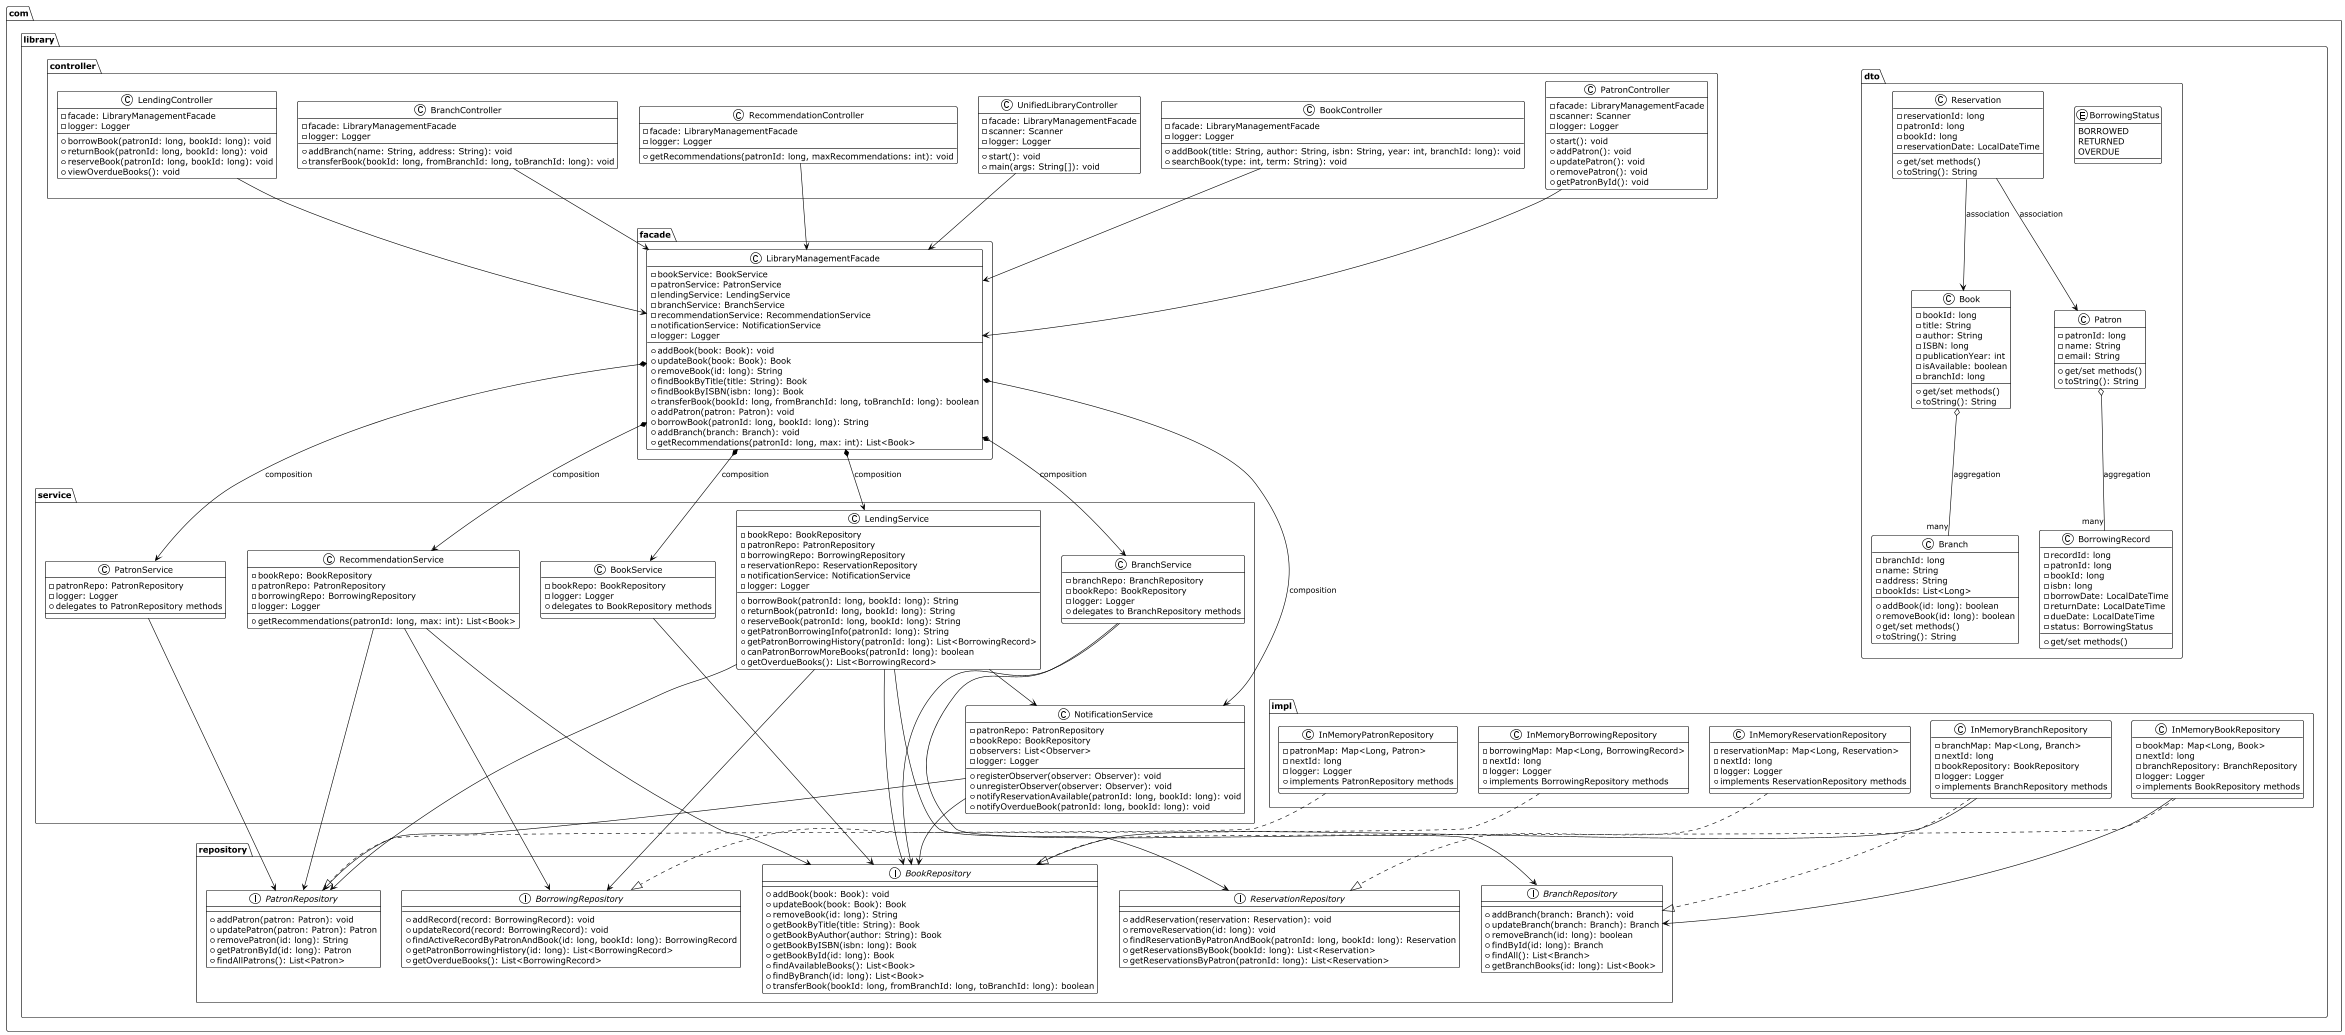 com
library
controller
C LendingController
facade: LibraryManagementFacade
logger: Logger
borrowBook(patronId: long, bookId: long): void
returnBook(patronId: long, bookId: long): void
reserveBook(patronId: long, bookId: long): void
viewOverdueBooks(): void
C BranchController
facade: LibraryManagementFacade
logger: Logger
addBranch(name: String, address: String): void
transferBook(bookId: long, fromBranchId: long, toBranchId: long): void
C RecommendationController
facade: LibraryManagementFacade
logger: Logger
getRecommendations(patronId: long, maxRecommendations: int): void
C UnifiedLibraryController
facade: LibraryManagementFacade
scanner: Scanner
logger: Logger
start(): void
main(args: String[]): void
C BookController
facade: LibraryManagementFacade
logger: Logger
addBook(title: String, author: String, isbn: String, year: int, branchId: long): void
searchBook(type: int, term: String): void
C PatronController
facade: LibraryManagementFacade
scanner: Scanner
logger: Logger
start(): void
addPatron(): void
updatePatron(): void
removePatron(): void
getPatronById(): void
dto
C Reservation
reservationId: long
patronId: long
bookId: long
reservationDate: LocalDateTime
get/set methods()
toString(): String
E BorrowingStatus
BORROWED
RETURNED
OVERDUE
association
association
C Book
bookId: long
title: String
author: String
ISBN: long
publicationYear: int
isAvailable: boolean
branchId: long
get/set methods()
toString(): String
C Patron
patronId: long
name: String
email: String
get/set methods()
toString(): String
aggregation
aggregation
many
many
C Branch
branchId: long
name: String
address: String
bookIds: List<Long>
addBook(id: long): boolean
removeBook(id: long): boolean
get/set methods()
toString(): String
C BorrowingRecord
recordId: long
patronId: long
bookId: long
isbn: long
borrowDate: LocalDateTime
returnDate: LocalDateTime
dueDate: LocalDateTime
status: BorrowingStatus
get/set methods()
facade
C LibraryManagementFacade
bookService: BookService
patronService: PatronService
lendingService: LendingService
branchService: BranchService
recommendationService: RecommendationService
notificationService: NotificationService
logger: Logger
addBook(book: Book): void
updateBook(book: Book): Book
removeBook(id: long): String
findBookByTitle(title: String): Book
findBookByISBN(isbn: long): Book
transferBook(bookId: long, fromBranchId: long, toBranchId: long): boolean
addPatron(patron: Patron): void
borrowBook(patronId: long, bookId: long): String
addBranch(branch: Branch): void
getRecommendations(patronId: long, max: int): List<Book>
composition
composition
composition
composition
composition
composition
service
C PatronService
patronRepo: PatronRepository
logger: Logger
delegates to PatronRepository methods
C RecommendationService
bookRepo: BookRepository
patronRepo: PatronRepository
borrowingRepo: BorrowingRepository
logger: Logger
getRecommendations(patronId: long, max: int): List<Book>
C BookService
bookRepo: BookRepository
logger: Logger
delegates to BookRepository methods
C LendingService
bookRepo: BookRepository
patronRepo: PatronRepository
borrowingRepo: BorrowingRepository
reservationRepo: ReservationRepository
notificationService: NotificationService
logger: Logger
borrowBook(patronId: long, bookId: long): String
returnBook(patronId: long, bookId: long): String
reserveBook(patronId: long, bookId: long): String
getPatronBorrowingInfo(patronId: long): String
getPatronBorrowingHistory(patronId: long): List<BorrowingRecord>
canPatronBorrowMoreBooks(patronId: long): boolean
getOverdueBooks(): List<BorrowingRecord>
C BranchService
branchRepo: BranchRepository
bookRepo: BookRepository
logger: Logger
delegates to BranchRepository methods
C NotificationService
patronRepo: PatronRepository
bookRepo: BookRepository
observers: List<Observer>
logger: Logger
registerObserver(observer: Observer): void
unregisterObserver(observer: Observer): void
notifyReservationAvailable(patronId: long, bookId: long): void
notifyOverdueBook(patronId: long, bookId: long): void
impl
C InMemoryPatronRepository
patronMap: Map<Long, Patron>
nextId: long
logger: Logger
implements PatronRepository methods
C InMemoryBorrowingRepository
borrowingMap: Map<Long, BorrowingRecord>
nextId: long
logger: Logger
implements BorrowingRepository methods
C InMemoryReservationRepository
reservationMap: Map<Long, Reservation>
nextId: long
logger: Logger
implements ReservationRepository methods
C InMemoryBranchRepository
branchMap: Map<Long, Branch>
nextId: long
bookRepository: BookRepository
logger: Logger
implements BranchRepository methods
C InMemoryBookRepository
bookMap: Map<Long, Book>
nextId: long
branchRepository: BranchRepository
logger: Logger
implements BookRepository methods
repository
I PatronRepository
addPatron(patron: Patron): void
updatePatron(patron: Patron): Patron
removePatron(id: long): String
getPatronById(id: long): Patron
findAllPatrons(): List<Patron>
I BorrowingRepository
addRecord(record: BorrowingRecord): void
updateRecord(record: BorrowingRecord): void
findActiveRecordByPatronAndBook(id: long, bookId: long): BorrowingRecord
getPatronBorrowingHistory(id: long): List<BorrowingRecord>
getOverdueBooks(): List<BorrowingRecord>
I BookRepository
addBook(book: Book): void
updateBook(book: Book): Book
removeBook(id: long): String
getBookByTitle(title: String): Book
getBookByAuthor(author: String): Book
getBookByISBN(isbn: long): Book
getBookById(id: long): Book
findAvailableBooks(): List<Book>
findByBranch(id: long): List<Book>
transferBook(bookId: long, fromBranchId: long, toBranchId: long): boolean
I ReservationRepository
addReservation(reservation: Reservation): void
removeReservation(id: long): void
findReservationByPatronAndBook(patronId: long, bookId: long): Reservation
getReservationsByBook(bookId: long): List<Reservation>
getReservationsByPatron(patronId: long): List<Reservation>
I BranchRepository
addBranch(branch: Branch): void
updateBranch(branch: Branch): Branch
removeBranch(id: long): boolean
findById(id: long): Branch
findAll(): List<Branch>
getBranchBooks(id: long): List<Book>